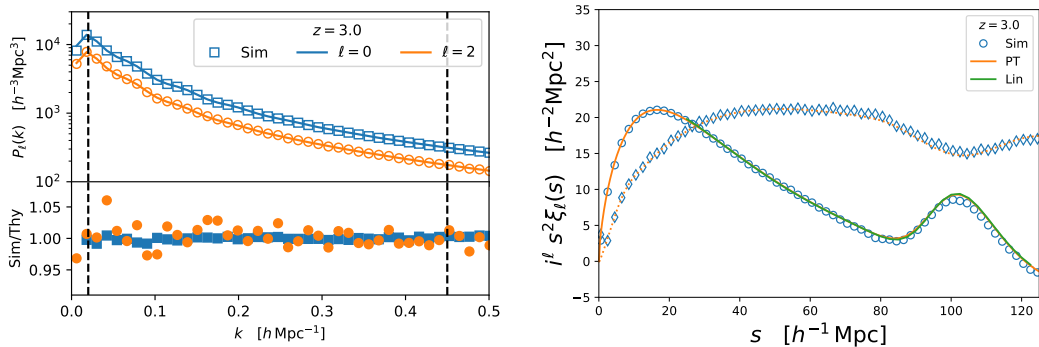 z = 3.0
Sim ℓ = 0 ℓ = 2
10⁴
10³
10²
P_ℓ(k) [h⁻³Mpc³]
1.05
1.00
0.95
Sim/Thy
0.0 0.1 0.2 0.3 0.4 0.5
k [h Mpc⁻¹]
35
30
25
20
15
10
5
0
−5
i^ℓ s²ξ_ℓ(s) [h⁻²Mpc²]
z = 3.0
Sim
PT
Lin
0 20 40 60 80 100 120
s [h⁻¹ Mpc]